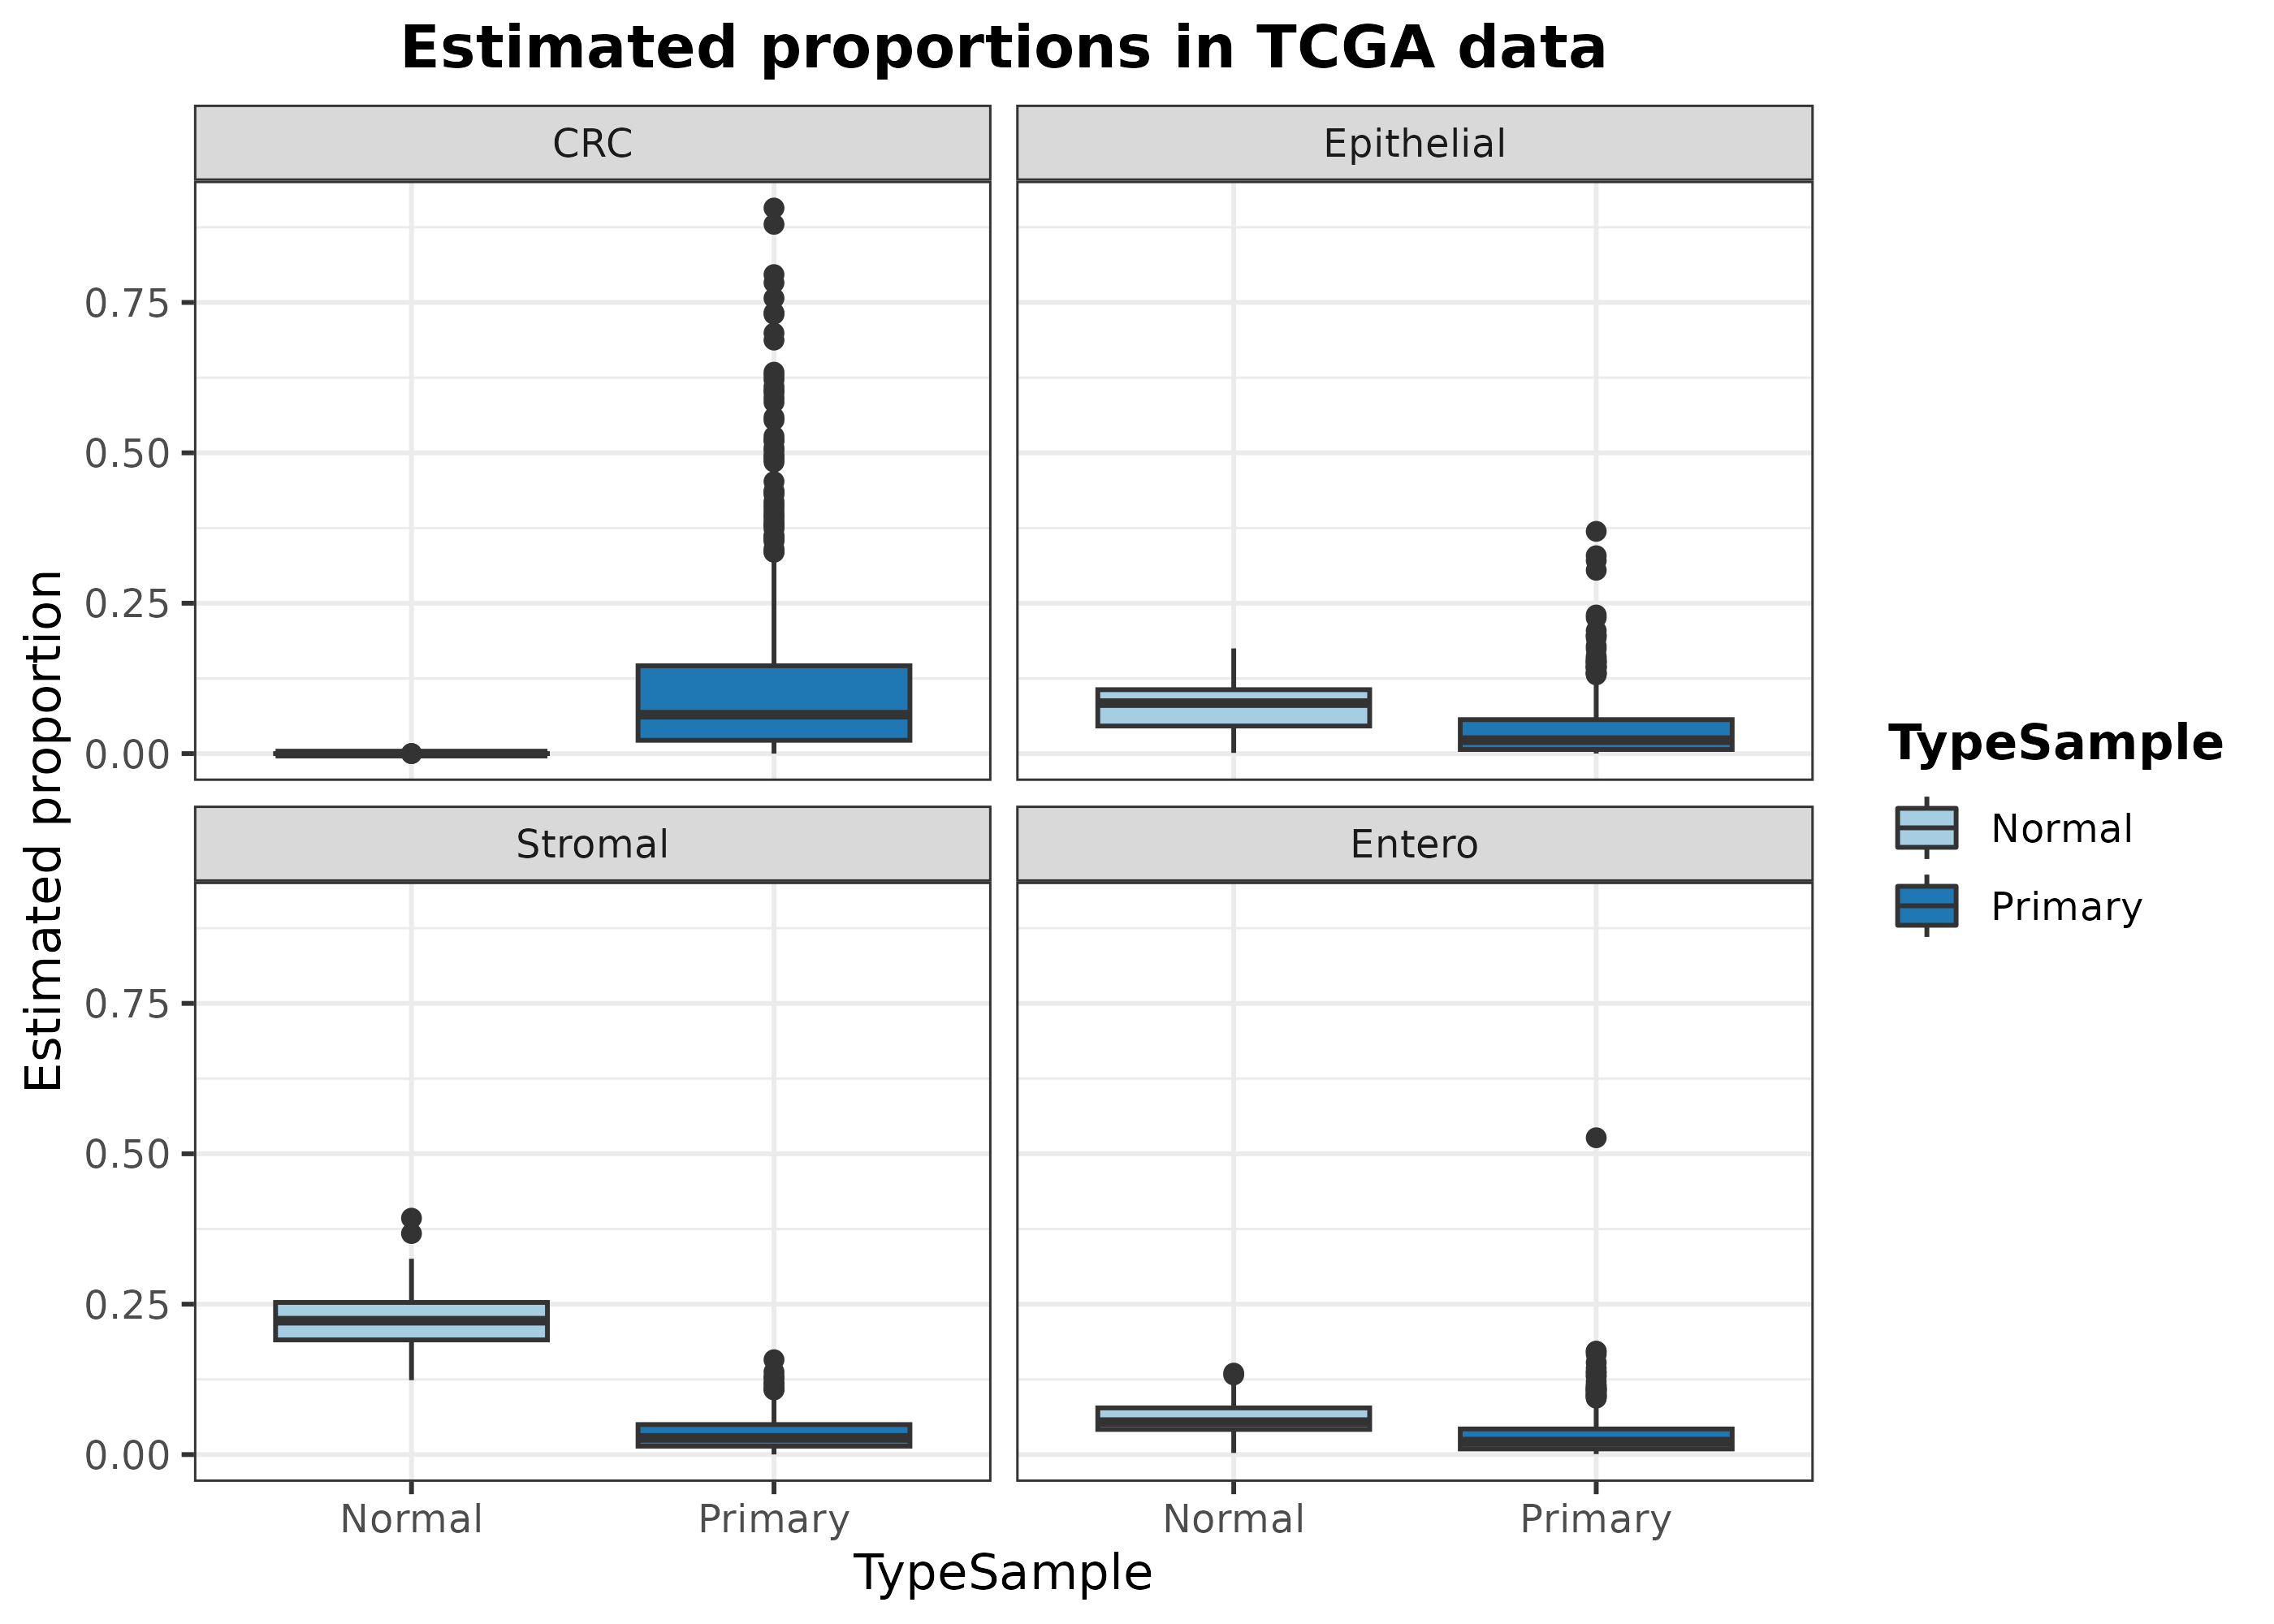 Estimated proportions in TCGA data
CRC
Epithelial
0.75
0.50
0.25
0.00
Stromal
Entero
0.75
0.50
0.25
0.00
Normal
Primary
Normal
Primary
TypeSample
Estimated proportion
TypeSample
Normal
Primary